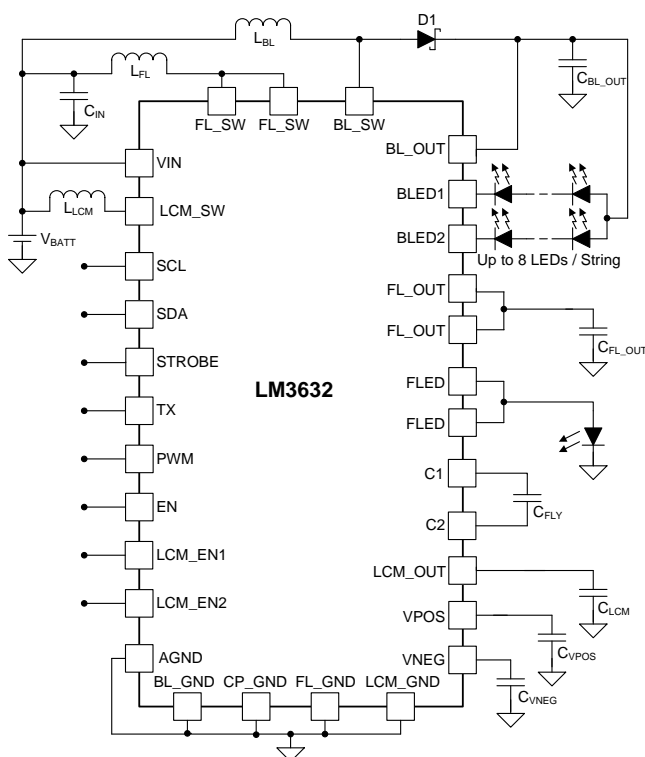 D1
L_BL
L_FL
C_BL_OUT
C_IN
FL_SW
FL_SW
BL_SW
BL_OUT
VIN
BLED1
LCM_SW
L_LCM
BLED2
V_BATT
Up to 8 LEDs / String
SCL
FL_OUT
SDA
FL_OUT
C_FL_OUT
STROBE
LM3632
FLED
TX
FLED
PWM
C1
EN
C_FLY
C2
LCM_EN1
LCM_OUT
LCM_EN2
C_LCM
VPOS
AGND
VNEG
C_VPOS
BL_GND
CP_GND
FL_GND
LCM_GND
C_VNEG